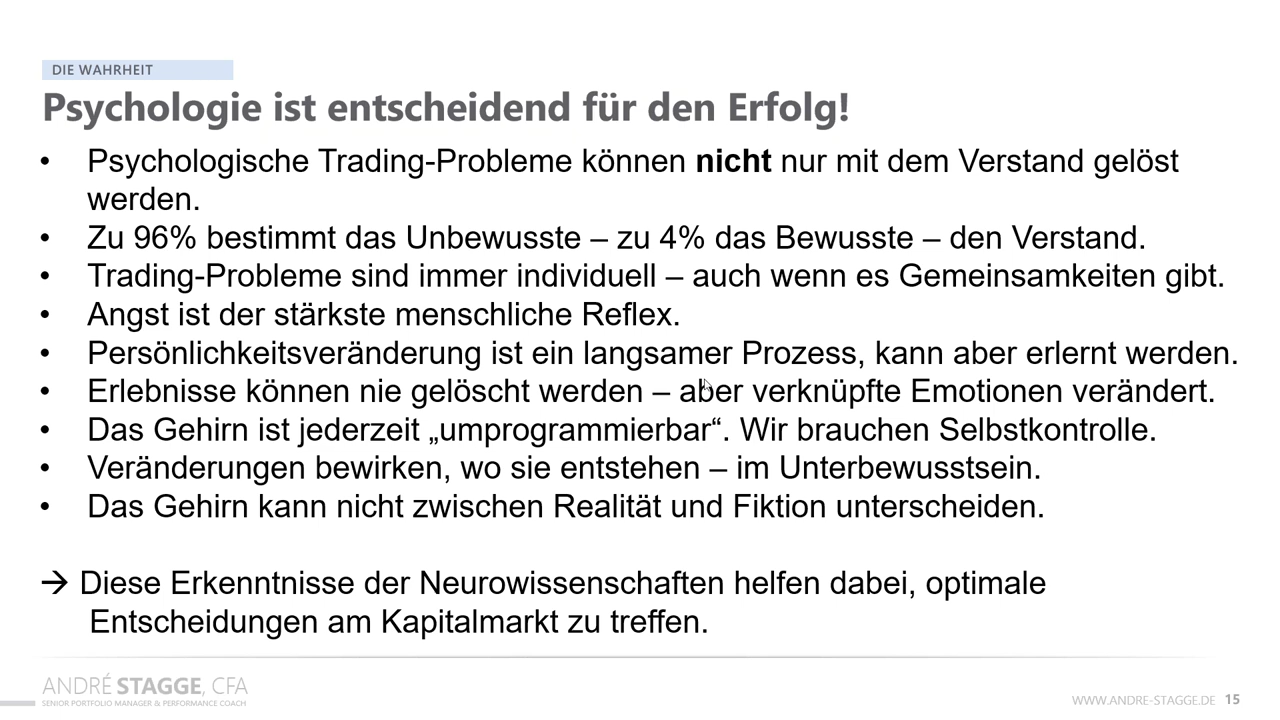 DIE WAHRHEIT
Psychologie ist entscheidend für den Erfolg!
• Psychologische Trading-Probleme können nicht nur mit dem Verstand gelöst
werden.
• Zu 96% bestimmt das Unbewusste – zu 4% das Bewusste – den Verstand.
• Trading-Probleme sind immer individuell – auch wenn es Gemeinsamkeiten gibt.
• Angst ist der stärkste menschliche Reflex.
• Persönlichkeitsveränderung ist ein langsamer Prozess, kann aber erlernt werden.
• Erlebnisse können nie gelöscht werden – aber verknüpfte Emotionen verändert.
• Das Gehirn ist jederzeit „umprogrammierbar“. Wir brauchen Selbstkontrolle.
• Veränderungen bewirken, wo sie entstehen – im Unterbewusstsein.
• Das Gehirn kann nicht zwischen Realität und Fiktion unterscheiden.
→ Diese Erkenntnisse der Neurowissenschaften helfen dabei, optimale
Entscheidungen am Kapitalmarkt zu treffen.
ANDRÉ STAGGE, CFA
SENIOR PORTFOLIO MANAGER & PERFORMANCE COACH
WWW.ANDRE-STAGGE.DE 15